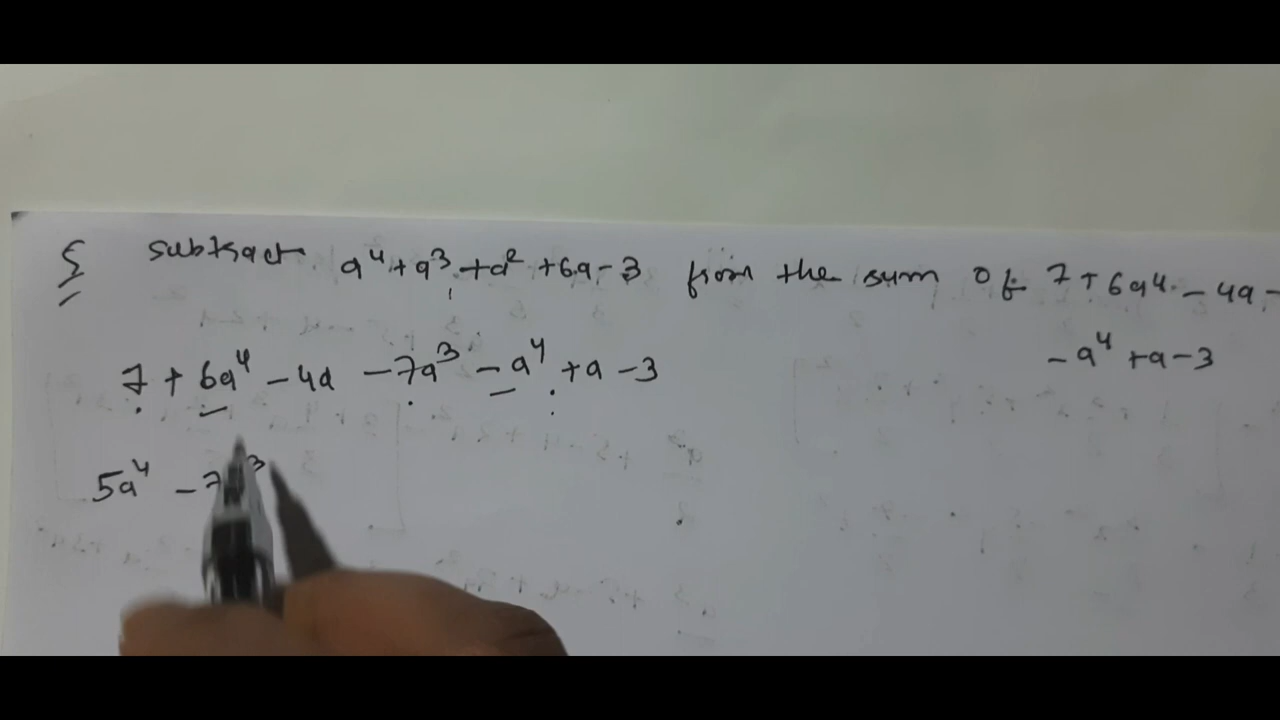 subtract a⁴+a³+a²+6a-3 from the sum of 7+6a⁴-4a-
-a⁴+a-3
7+6a⁴-4a-7a³-a⁴+a-3
5a⁴-7